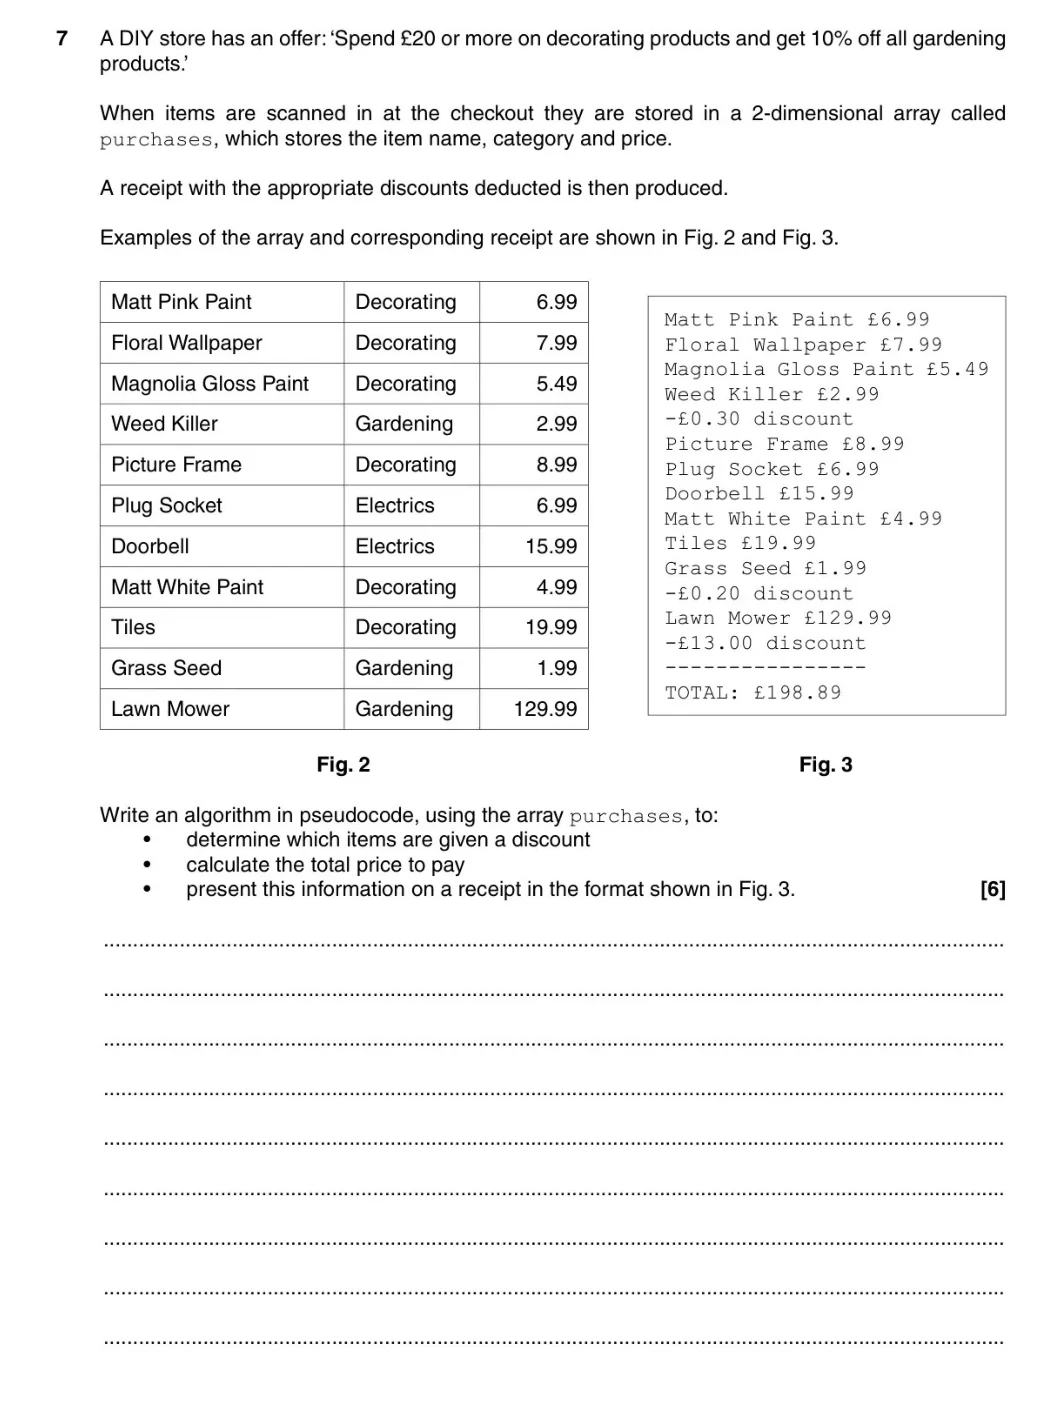 7 A DIY store has an offer: ‘Spend £20 or more on decorating products and get 10% off all gardening
products.’
When items are scanned in at the checkout they are stored in a 2-dimensional array called
purchases, which stores the item name, category and price.
A receipt with the appropriate discounts deducted is then produced.
Examples of the array and corresponding receipt are shown in Fig. 2 and Fig. 3.
Matt Pink Paint Decorating 6.99
Floral Wallpaper Decorating 7.99
Magnolia Gloss Paint Decorating 5.49
Weed Killer Gardening 2.99
Picture Frame Decorating 8.99
Plug Socket Electrics 6.99
Doorbell Electrics 15.99
Matt White Paint Decorating 4.99
Tiles Decorating 19.99
Grass Seed Gardening 1.99
Lawn Mower Gardening 129.99
Fig. 2
Matt Pink Paint £6.99
Floral Wallpaper £7.99
Magnolia Gloss Paint £5.49
Weed Killer £2.99
-£0.30 discount
Picture Frame £8.99
Plug Socket £6.99
Doorbell £15.99
Matt White Paint £4.99
Tiles £19.99
Grass Seed £1.99
-£0.20 discount
Lawn Mower £129.99
-£13.00 discount
----------------
TOTAL: £198.89
Fig. 3
Write an algorithm in pseudocode, using the array purchases, to:
• determine which items are given a discount
• calculate the total price to pay
• present this information on a receipt in the format shown in Fig. 3. [6]